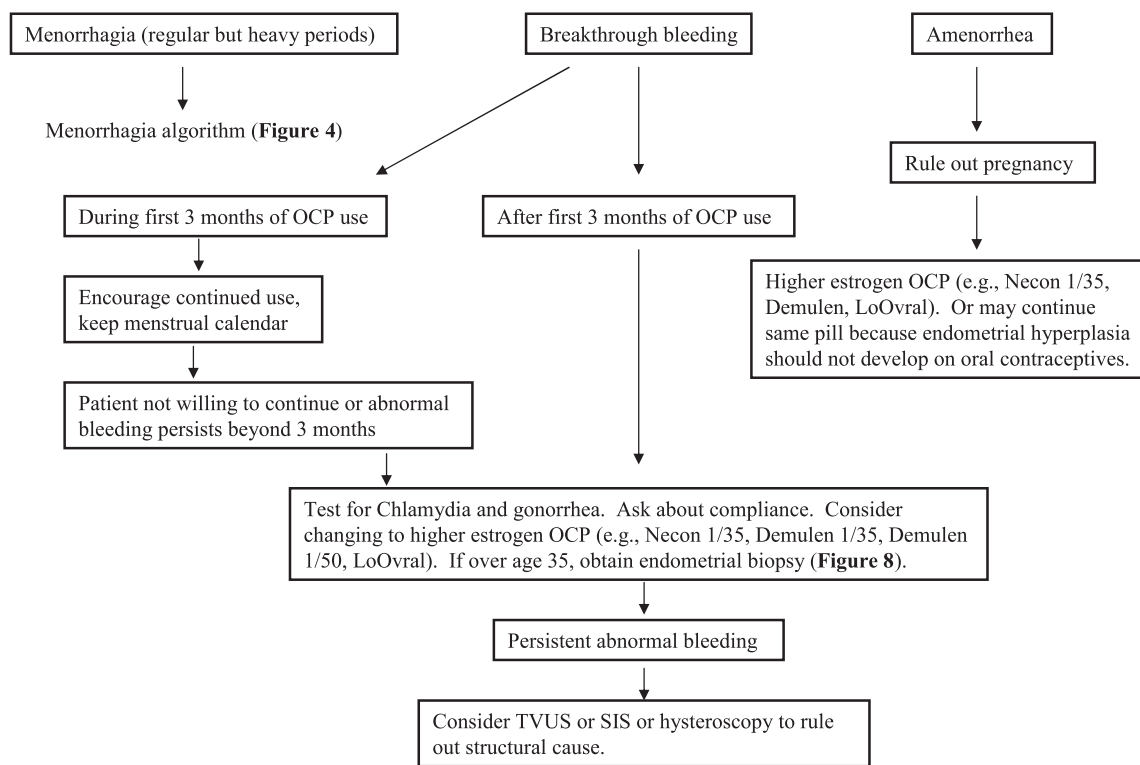 Menorrhagia (regular but heavy periods)
Breakthrough bleeding
Amenorrhea
Menorrhagia algorithm (Figure 4)
Rule out pregnancy
During first 3 months of OCP use
After first 3 months of OCP use
Encourage continued use,
keep menstrual calendar
Higher estrogen OCP (e.g., Necon 1/35,
Demulen, LoOvral).  Or may continue
same pill because endometrial hyperplasia
should not develop on oral contraceptives.
Patient not willing to continue or abnormal
bleeding persists beyond 3 months
Test for Chlamydia and gonorrhea.  Ask about compliance.  Consider
changing to higher estrogen OCP (e.g., Necon 1/35, Demulen 1/35, Demulen
1/50, LoOvral).  If over age 35, obtain endometrial biopsy (Figure 8).
Persistent abnormal bleeding
Consider TVUS or SIS or hysteroscopy to rule
out structural cause.